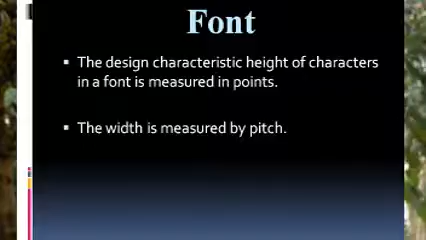 Font
▪ The design characteristic height of characters
in a font is measured in points.
▪ The width is measured by pitch.